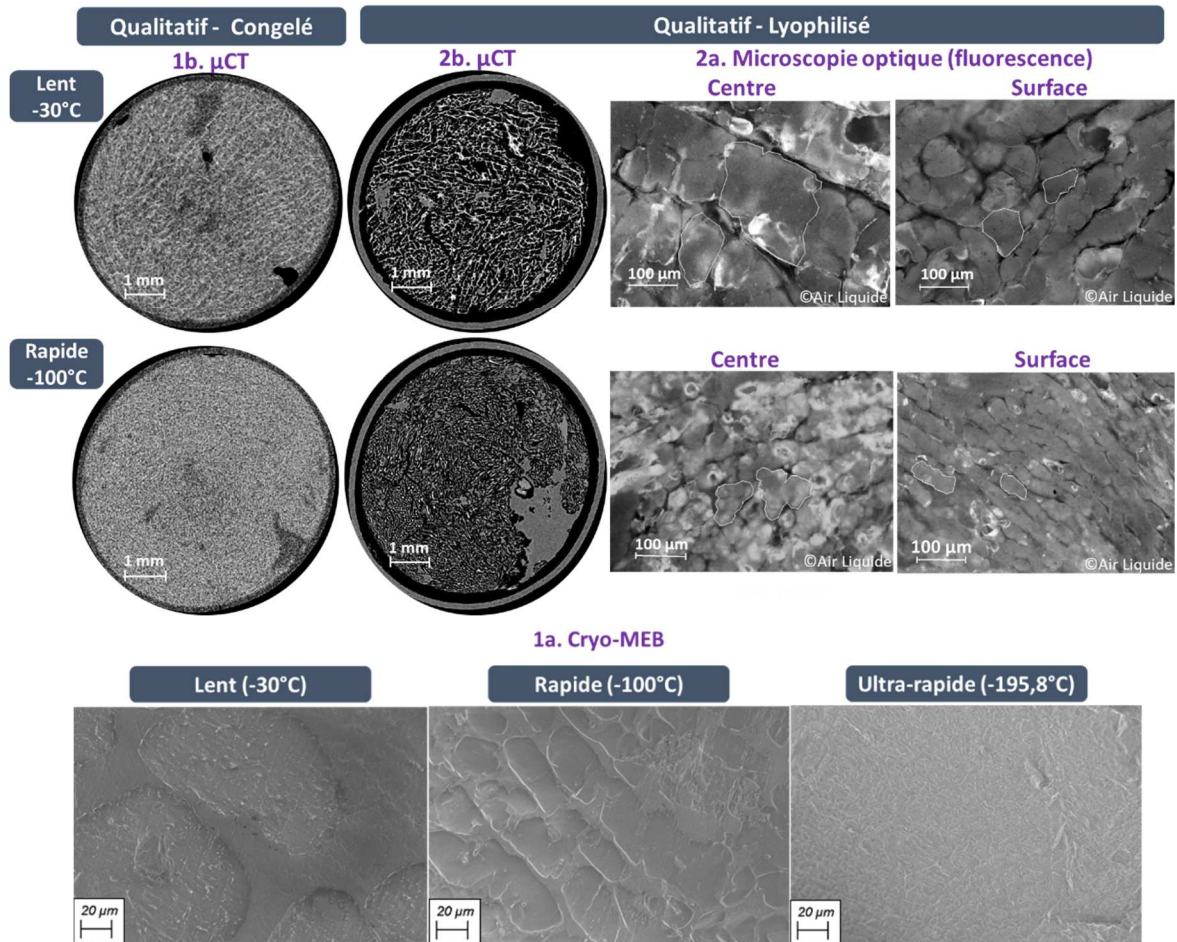 Qualitatif - Congelé
Qualitatif - Lyophilisé
1b. µCT
2b. µCT
2a. Microscopie optique (fluorescence)
Lent
-30°C
Centre
Surface
1 mm
1 mm
100 µm
©Air Liquide
100 µm
©Air Liquide
Rapide
-100°C
Centre
Surface
1 mm
1 mm
100 µm
©Air Liquide
100 µm
©Air Liquide
1a. Cryo-MEB
Lent (-30°C)
Rapide (-100°C)
Ultra-rapide (-195,8°C)
20 µm
20 µm
20 µm